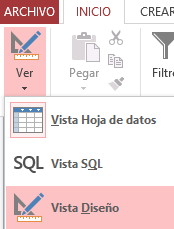 ARCHIVO INICIO CREAR
Ver Pegar Filtro
Vista Hoja de datos
SQL Vista SQL
Vista Diseño